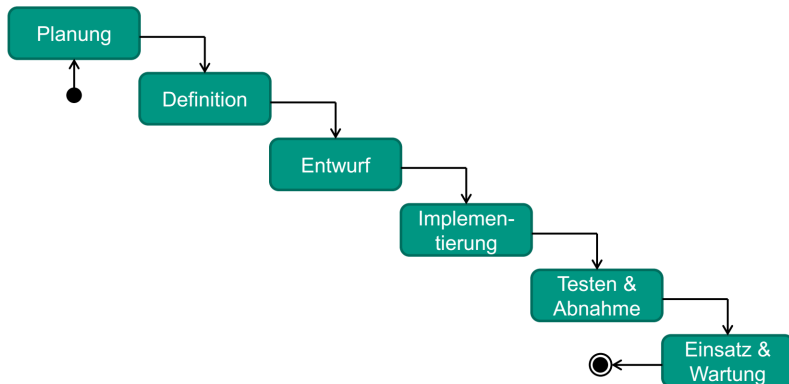 Planung
Definition
Entwurf
Implemen-
tierung
Testen &
Abnahme
Einsatz &
Wartung